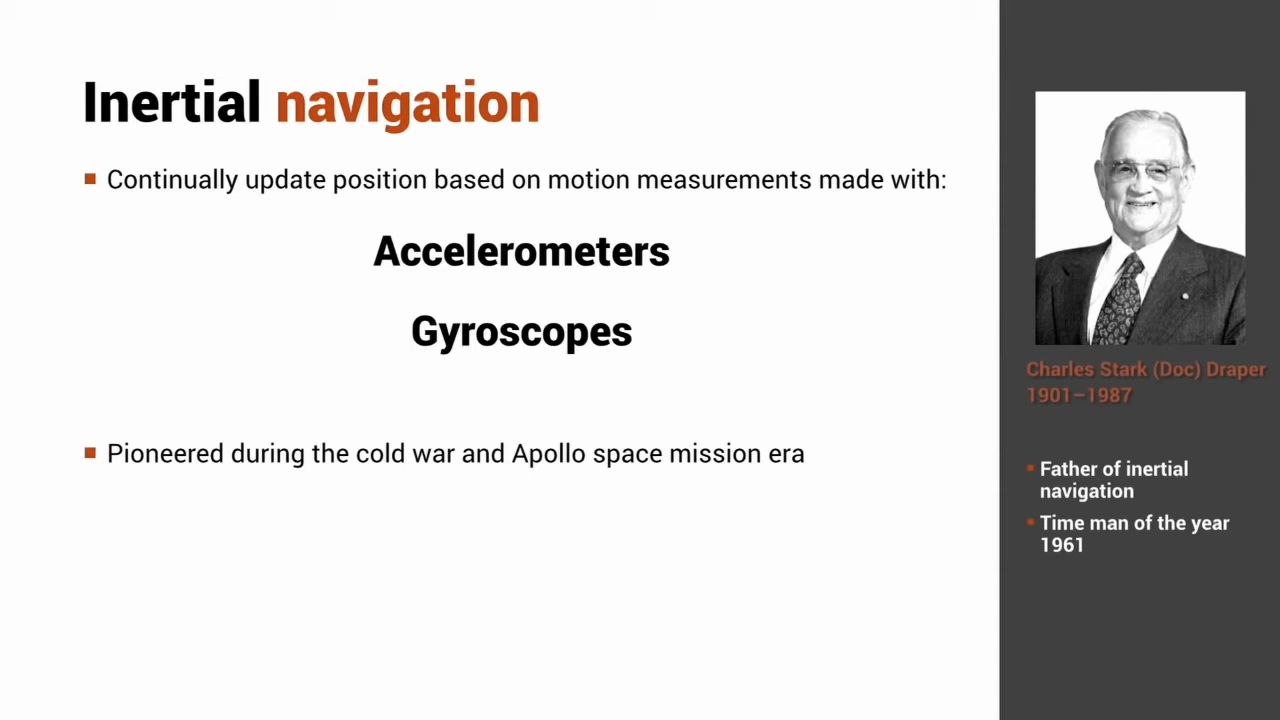 Inertial navigation
Continually update position based on motion measurements made with:
Accelerometers
Gyroscopes
Pioneered during the cold war and Apollo space mission era
Charles Stark (Doc) Draper
1901–1987
Father of inertial
navigation
Time man of the year
1961